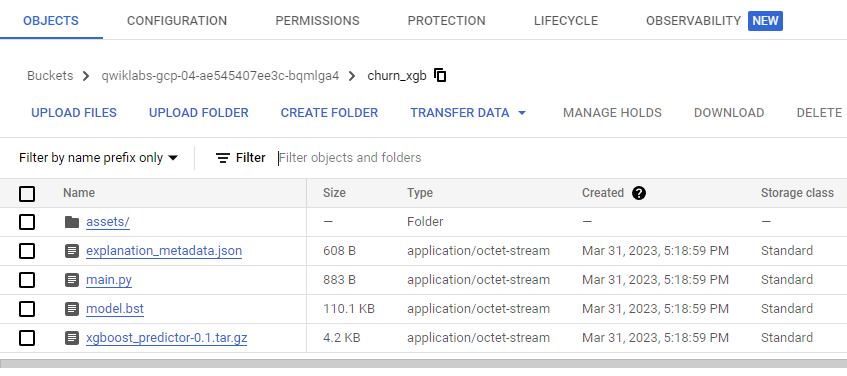 OBJECTS CONFIGURATION PERMISSIONS PROTECTION LIFECYCLE OBSERVABILITY NEW
Buckets > qwiklabs-gcp-04-ae545407ee3c-bqmlga4 > churn_xgb
UPLOAD FILES UPLOAD FOLDER CREATE FOLDER TRANSFER DATA MANAGE HOLDS DOWNLOAD DELETE
Filter by name prefix only Filter Filter objects and folders
Name Size Type Created ? Storage class
assets/ — Folder — —
explanation_metadata.json 608 B application/octet-stream Mar 31, 2023, 5:18:59 PM Standard
main.py 883 B application/octet-stream Mar 31, 2023, 5:18:59 PM Standard
model.bst 110.1 KB application/octet-stream Mar 31, 2023, 5:18:59 PM Standard
xgboost_predictor-0.1.tar.gz 4.2 KB application/octet-stream Mar 31, 2023, 5:18:59 PM Standard